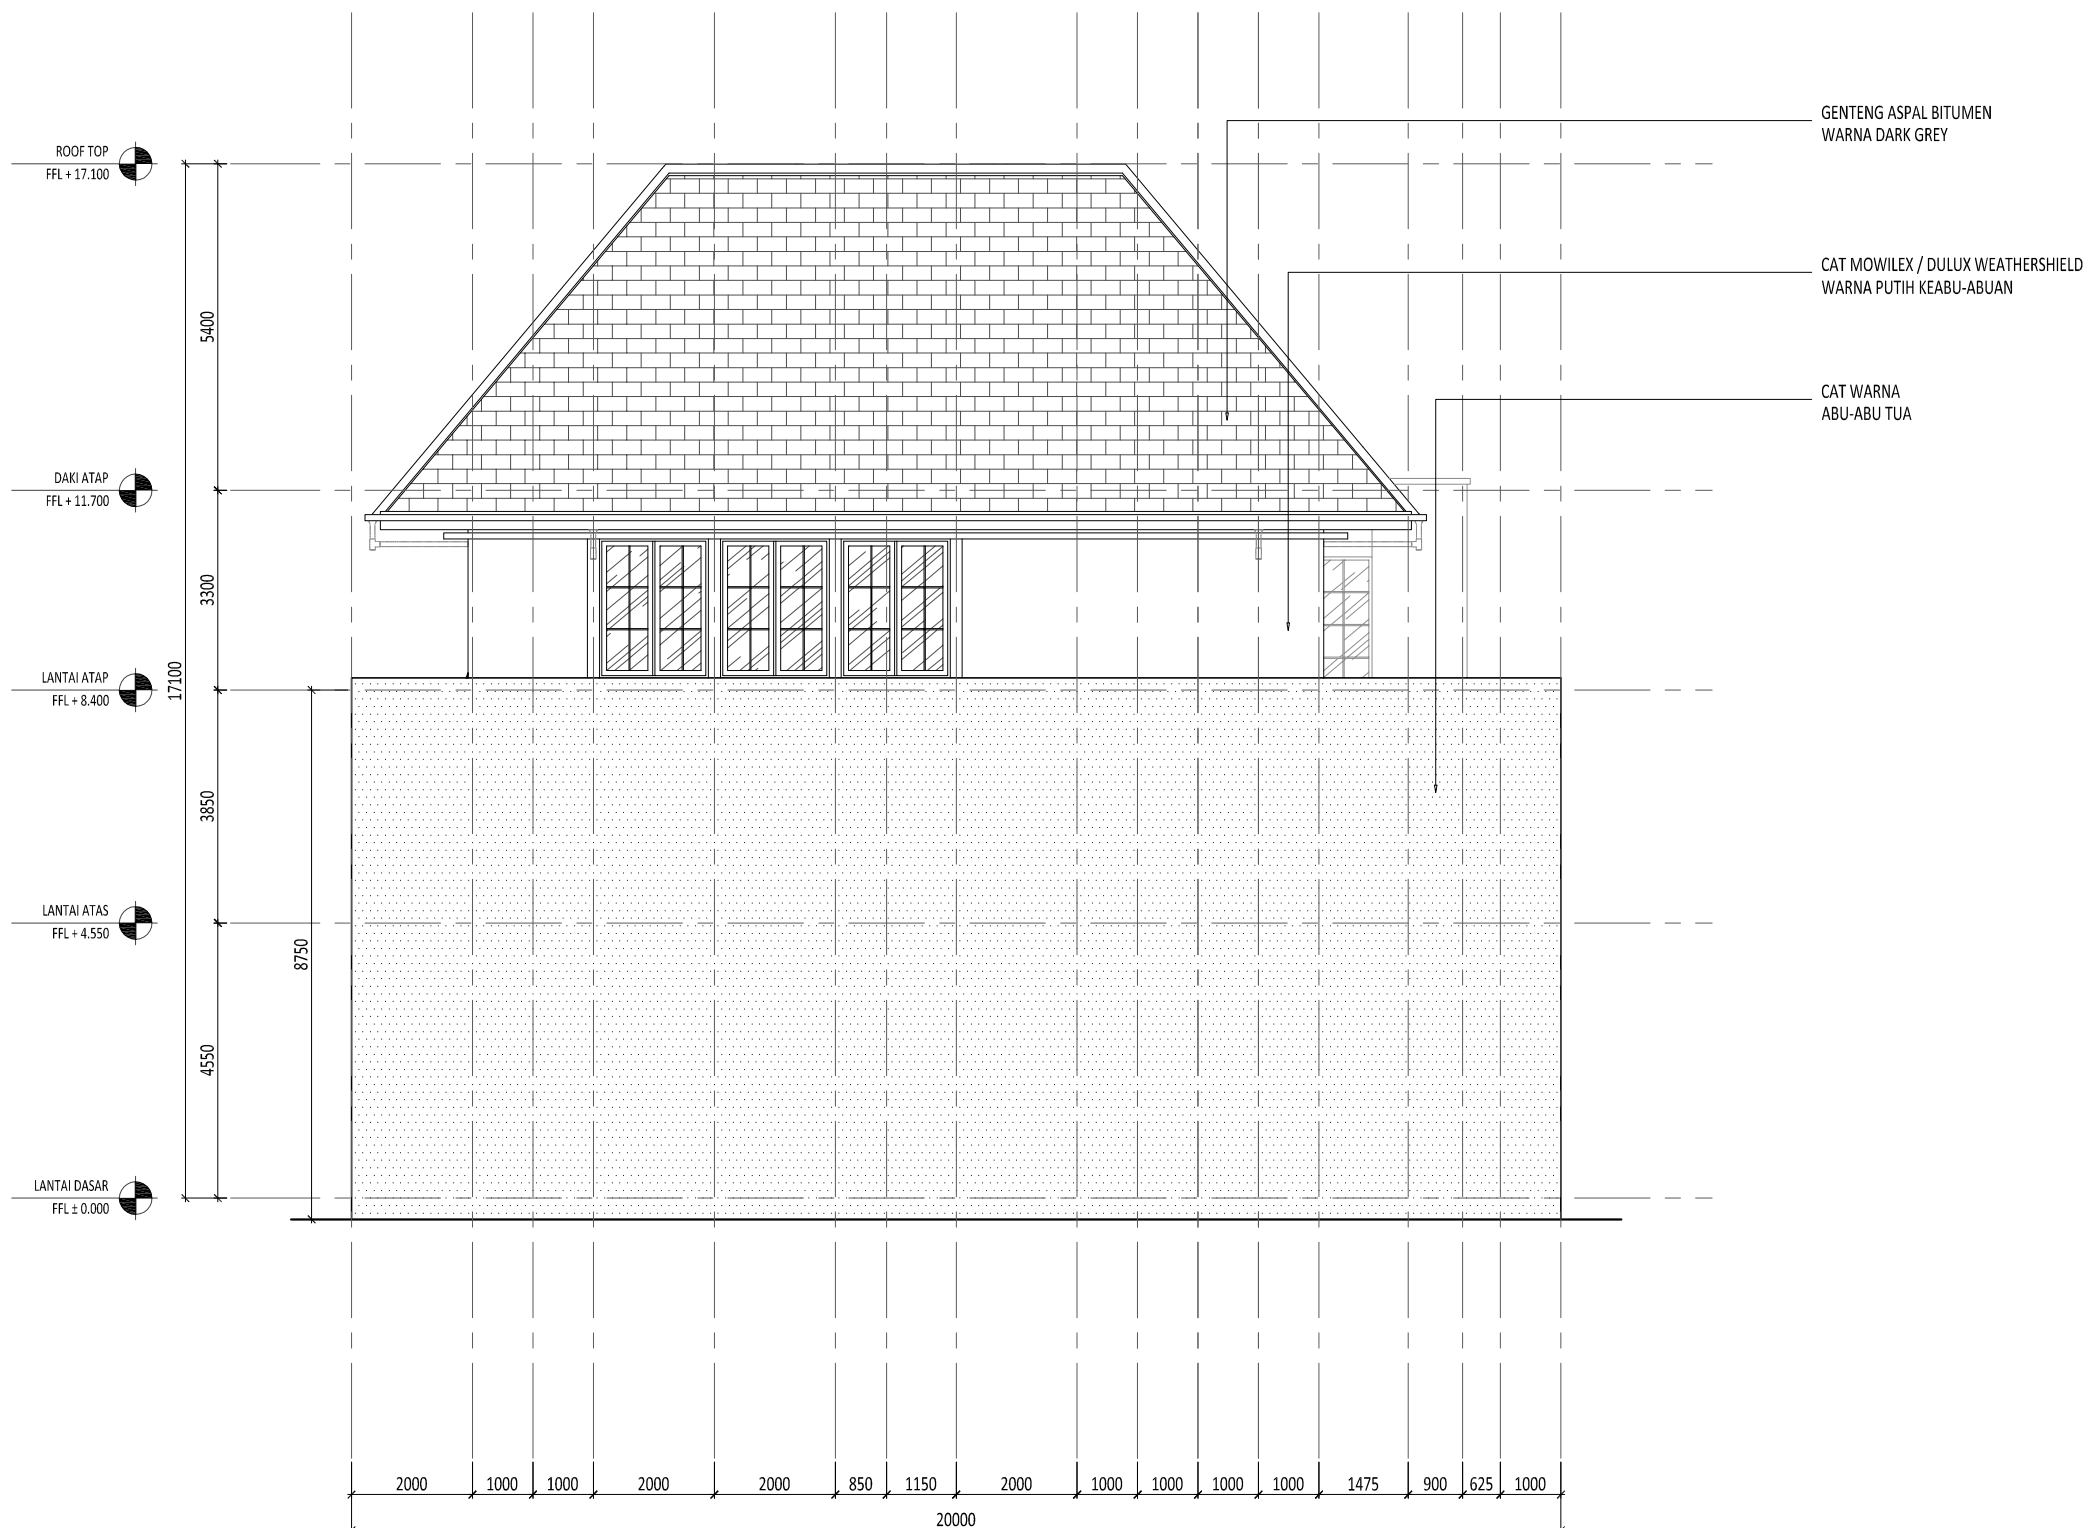 GENTENG ASPAL BITUMEN
WARNA DARK GREY
ROOF TOP
FFL + 17.100
CAT MOWILEX / DULUX WEATHERSHIELD
WARNA PUTIH KEABU-ABUAN
5400
CAT WARNA
ABU-ABU TUA
DAKI ATAP
FFL + 11.700
3300
17100
LANTAI ATAP
FFL + 8.400
3850
LANTAI ATAS
FFL + 4.550
8750
4550
LANTAI DASAR
FFL ± 0.000
2000 1000 1000 2000 2000 850 1150 2000 1000 1000 1000 1000 1475 900 625 1000
20000